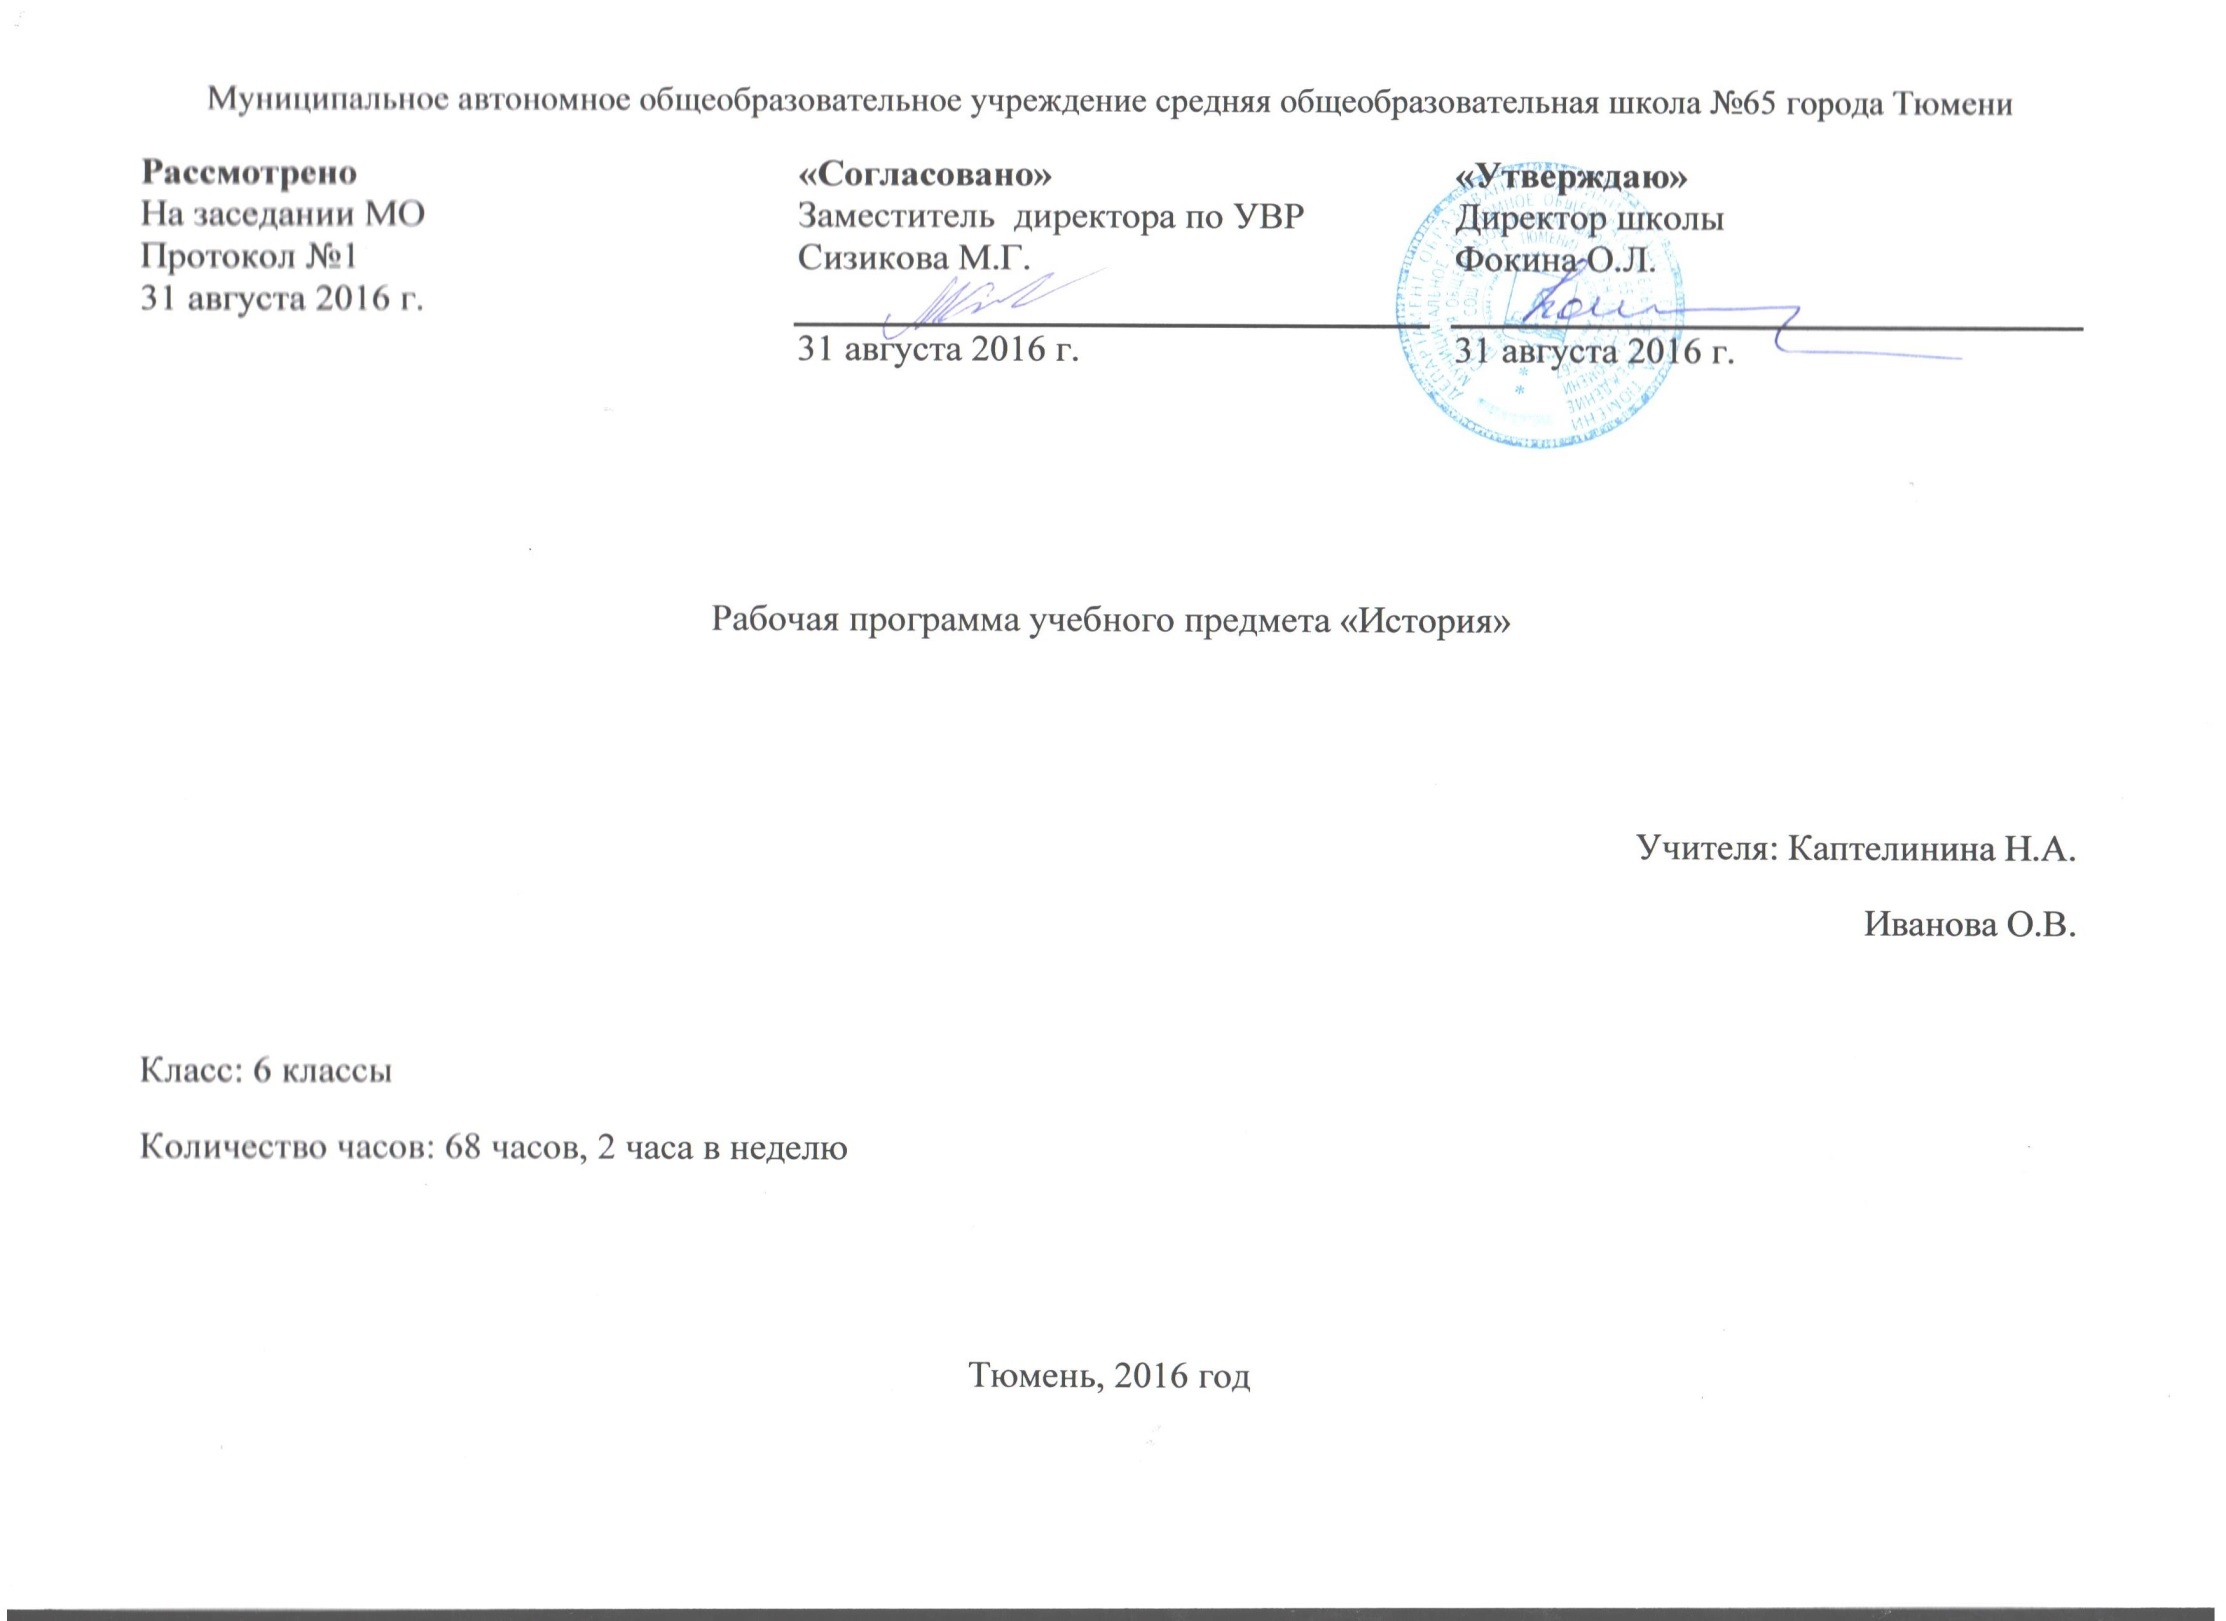 Муниципальное автономное общеобразовательное учреждение средняя общеобразовательная школа №65 города Тюмени
Рассмотрено
На заседании МО
Протокол №1
31 августа 2016 г.
«Согласовано»
Заместитель директора по УВР
Сизикова М.Г.
31 августа 2016 г.
«Утверждаю»
Директор школы
Фокина О.Л.
31 августа 2016 г.
Рабочая программа учебного предмета «История»
Учителя: Каптелинина Н.А.
Иванова О.В.
Класс: 6 классы
Количество часов: 68 часов, 2 часа в неделю
Тюмень, 2016 год